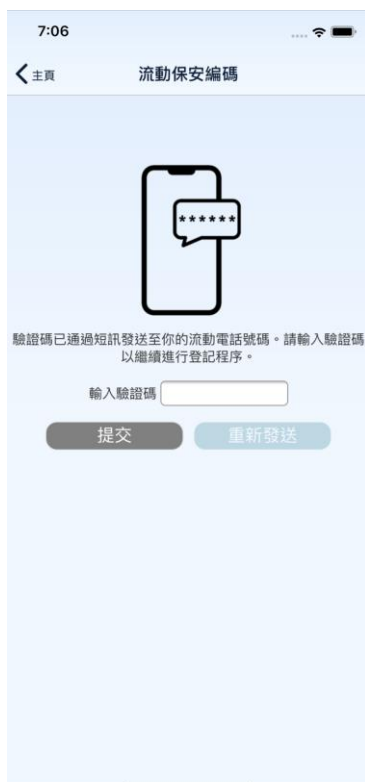 7:06
主頁
流動保安編碼
******
驗證碼已通過短訊發送至你的流動電話號碼。請輸入驗證碼
以繼續進行登記程序。
輸入驗證碼
提交
重新發送